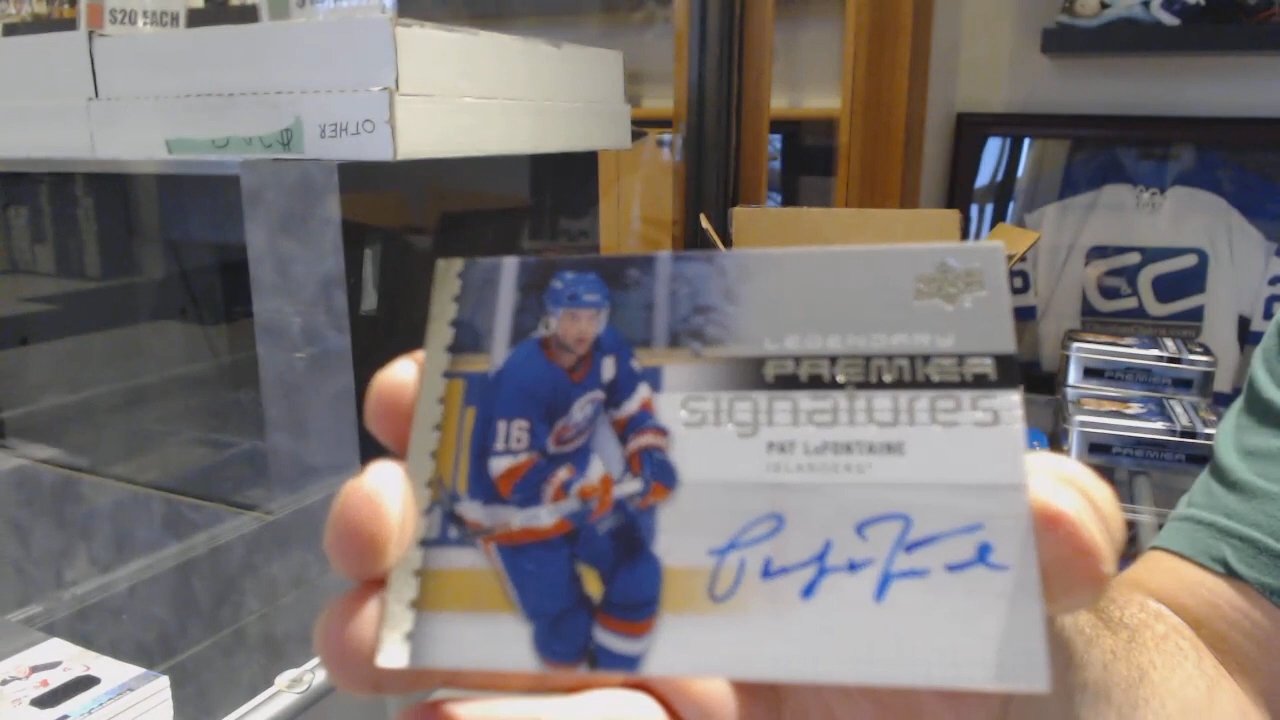 $20 EACH
OTHER
LEGENDARY
PREMIER
signatures
PAT LaFONTAINE
ISLANDERS
16
C&C
PREMIER
PREMIER